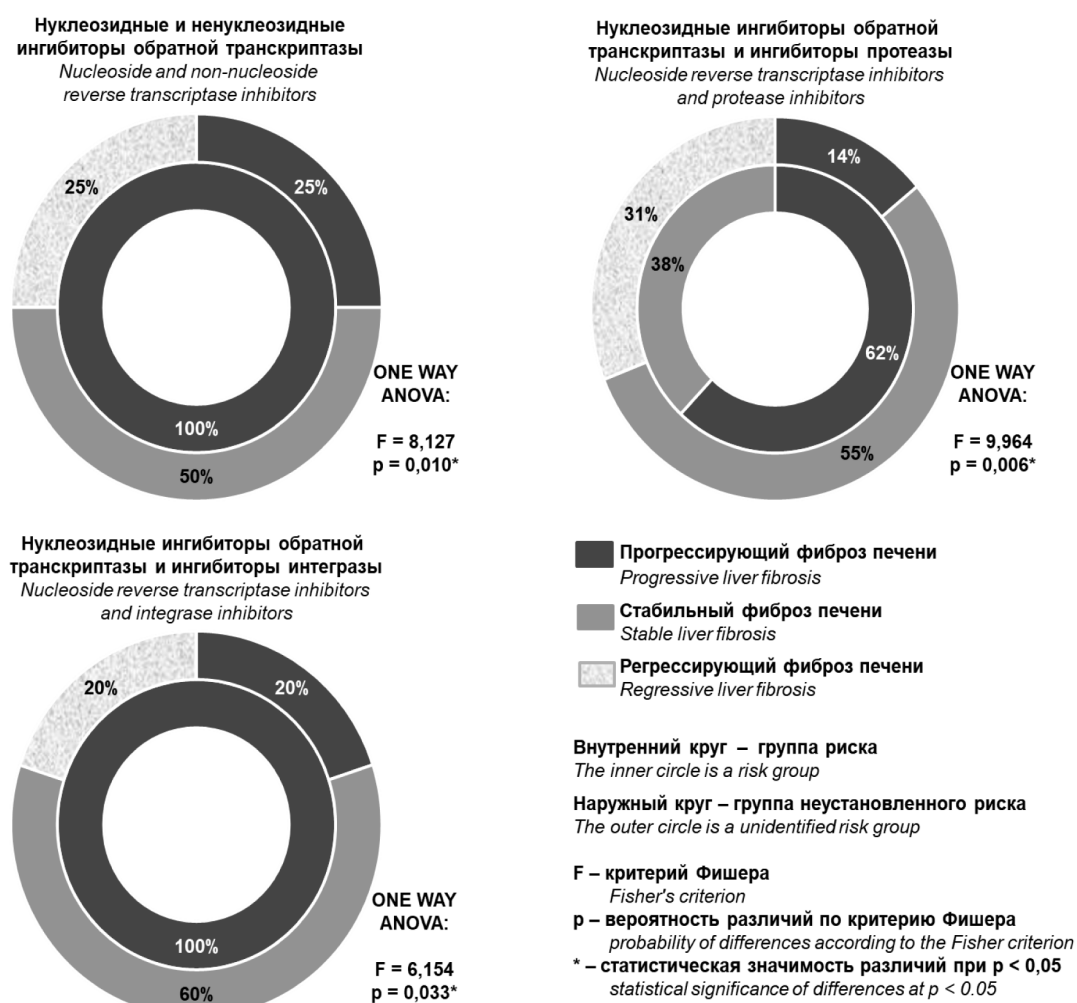 Нуклеозидные и ненуклеозидные
ингибиторы обратной транскриптазы
Nucleoside and non-nucleoside
reverse transcriptase inhibitors
25%
25%
100%
50%
ONE WAY
ANOVA:
F = 8,127
p = 0,010*
Нуклеозидные ингибиторы обратной
транскриптазы и ингибиторы протеазы
Nucleoside reverse transcriptase inhibitors
and protease inhibitors
14%
31%
38%
62%
55%
ONE WAY
ANOVA:
F = 9,964
p = 0,006*
Нуклеозидные ингибиторы обратной
транскриптазы и ингибиторы интегразы
Nucleoside reverse transcriptase inhibitors
and integrase inhibitors
20%
20%
100%
60%
ONE WAY
ANOVA:
F = 6,154
p = 0,033*
Прогрессирующий фиброз печени
Progressive liver fibrosis
Стабильный фиброз печени
Stable liver fibrosis
Регрессирующий фиброз печени
Regressive liver fibrosis
Внутренний круг – группа риска
The inner circle is a risk group
Наружный круг – группа неустановленного риска
The outer circle is a unidentified risk group
F – критерий Фишера
Fisher's criterion
p – вероятность различий по критерию Фишера
probability of differences according to the Fisher criterion
* – статистическая значимость различий при p < 0,05
statistical significance of differences at p < 0.05